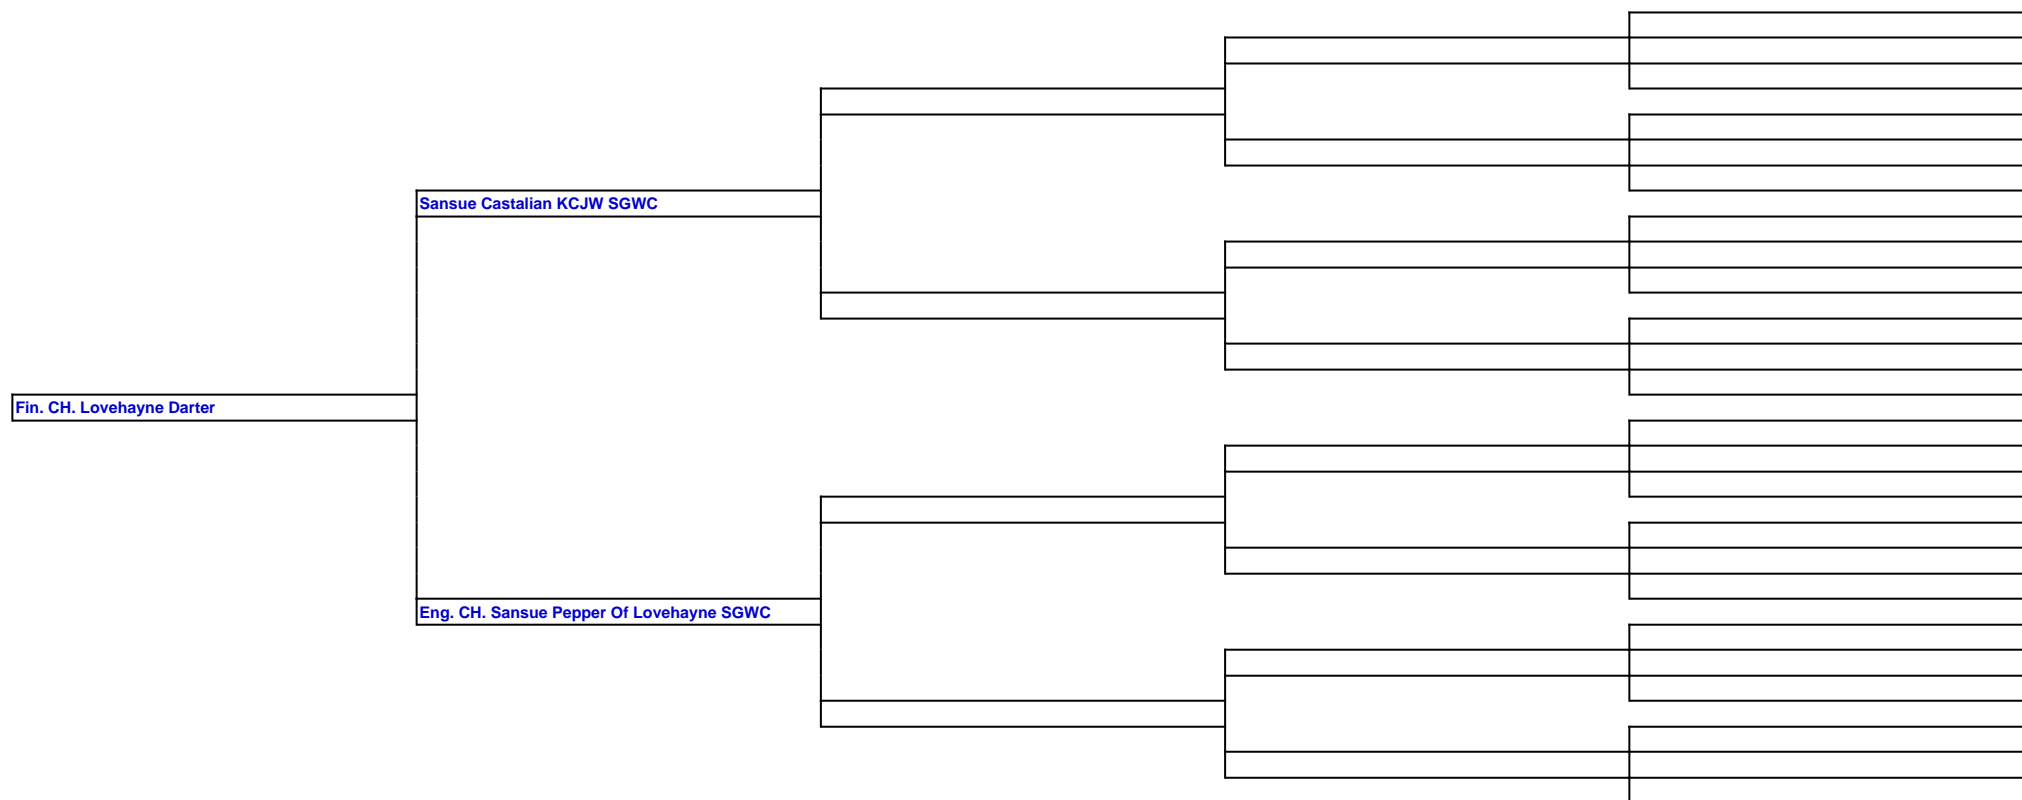 Sansue Castalian KCJW SGWC
Fin. CH. Lovehayne Darter
Eng. CH. Sansue Pepper Of Lovehayne SGWC